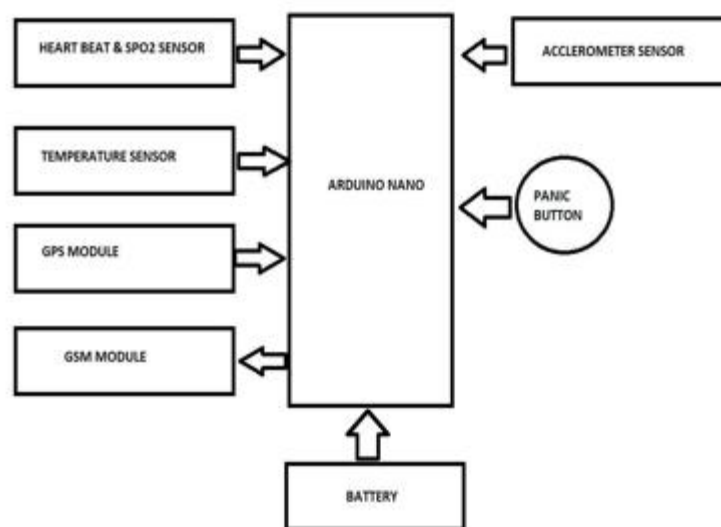 HEART BEAT & SPO2 SENSOR
ACCLEROMETER SENSOR
TEMPERATURE SENSOR
ARDUINO NANO
PANIC
BUTTON
GPS MODULE
GSM MODULE
BATTERY